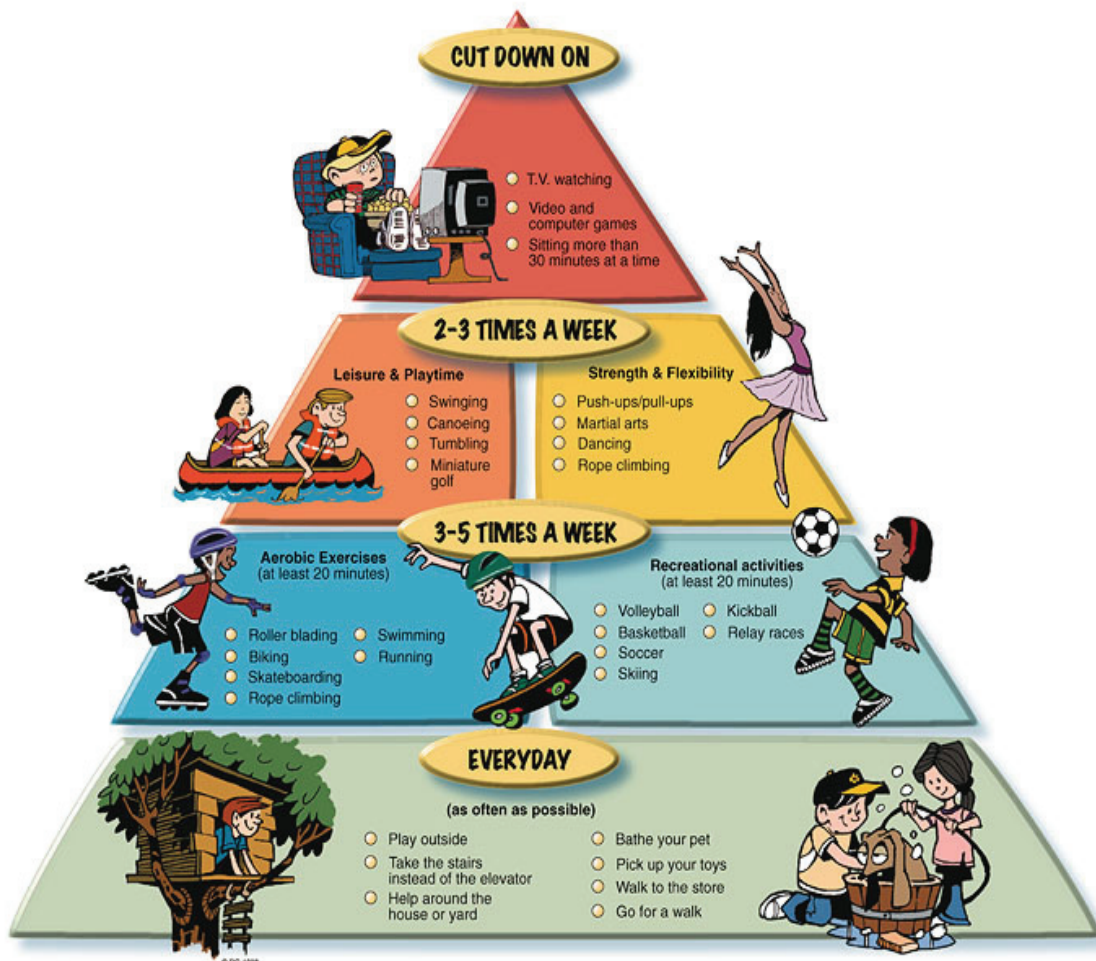 CUT DOWN ON
T.V. watching
Video and
computer games
Sitting more than
30 minutes at a time
2-3 TIMES A WEEK
Leisure & Playtime
Swinging
Canoeing
Tumbling
Miniature
golf
Strength & Flexibility
Push-ups/pull-ups
Martial arts
Dancing
Rope climbing
3-5 TIMES A WEEK
Aerobic Exercises
(at least 20 minutes)
Roller blading
Biking
Skateboarding
Rope climbing
Swimming
Running
Recreational activities
(at least 20 minutes)
Volleyball
Basketball
Soccer
Skiing
Kickball
Relay races
EVERYDAY
(as often as possible)
Play outside
Take the stairs
instead of the elevator
Help around the
house or yard
Bathe your pet
Pick up your toys
Walk to the store
Go for a walk